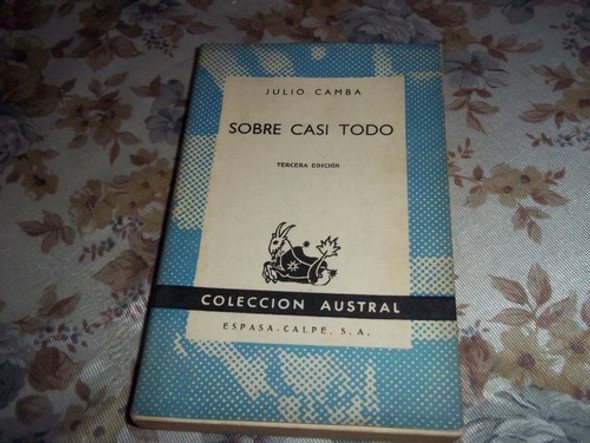 JULIO CAMBA
SOBRE CASI TODO
TERCERA EDICIÓN
COLECCION AUSTRAL
ESPASA-CALPE, S.A.